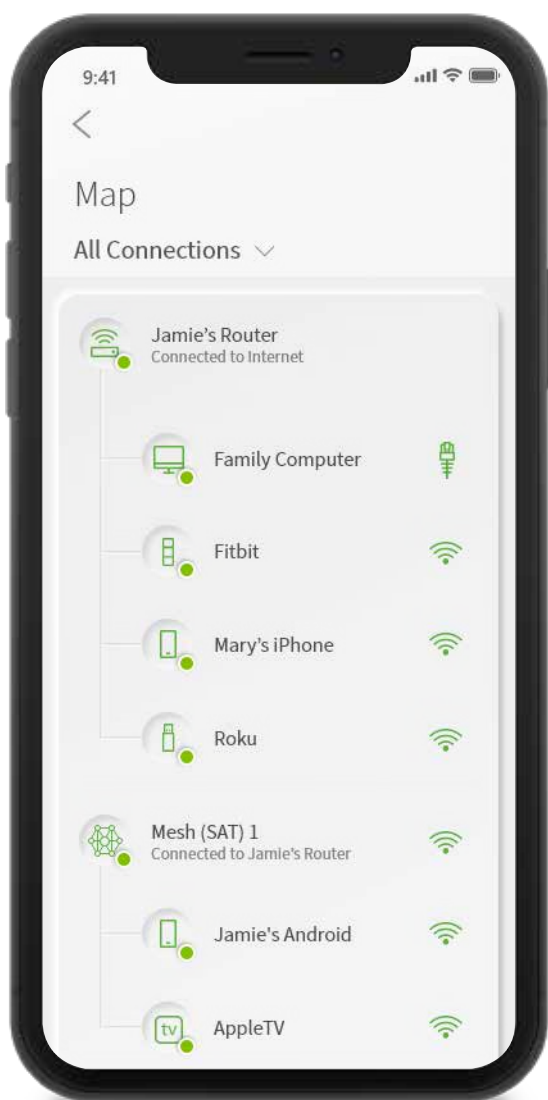 9:41
Map
All Connections
Jamie’s Router
Connected to Internet
Family Computer
Fitbit
Mary’s iPhone
Roku
Mesh (SAT) 1
Connected to Jamie’s Router
Jamie's Android
tv AppleTV